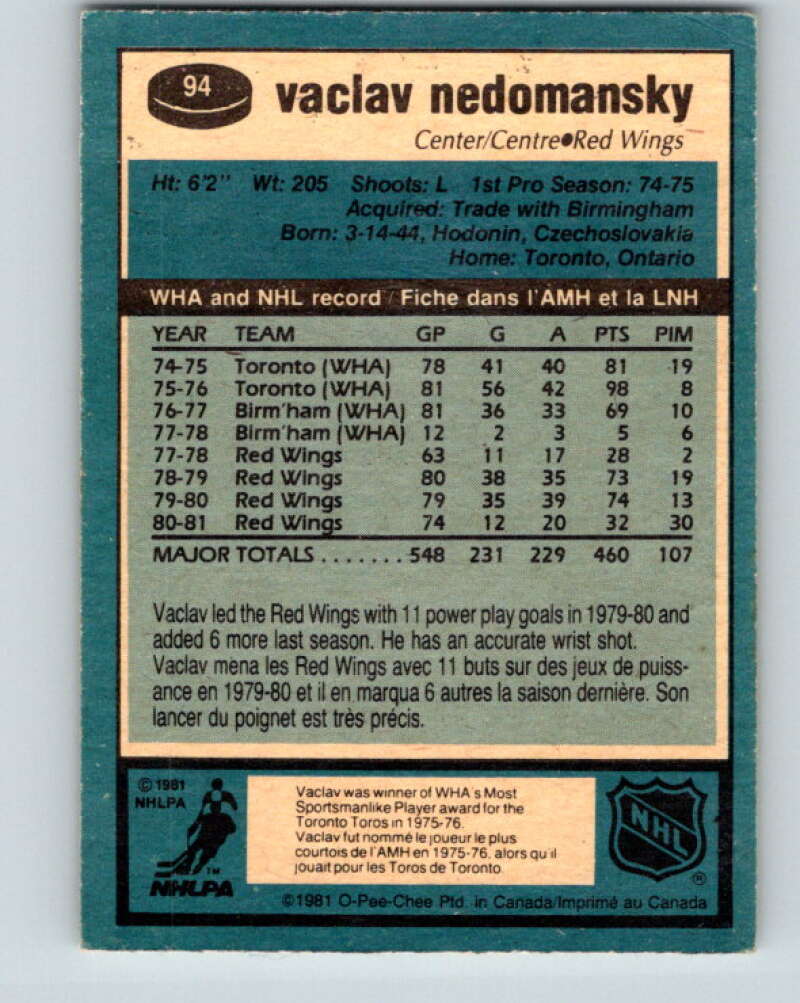 94
vaclav nedomansky
Center/Centre●Red Wings
Ht: 6'2" Wt: 205 Shoots: L 1st Pro Season: 74-75
Acquired: Trade with Birmingham
Born: 3-14-44, Hodonin, Czechoslovakia
Home: Toronto, Ontario
WHA and NHL record / Fiche dans l'AMH et la LNH
YEAR TEAM GP G A PTS PIM
74-75 Toronto (WHA) 78 41 40 81 19
75-76 Toronto (WHA) 81 56 42 98 8
76-77 Birm'ham (WHA) 81 36 33 69 10
77-78 Birm'ham (WHA) 12 2 3 5 6
77-78 Red Wings 63 11 17 28 2
78-79 Red Wings 80 38 35 73 19
79-80 Red Wings 79 35 39 74 13
80-81 Red Wings 74 12 20 32 30
MAJOR TOTALS ....... 548 231 229 460 107
Vaclav led the Red Wings with 11 power play goals in 1979-80 and
added 6 more last season. He has an accurate wrist shot.
Vaclav mena les Red Wings avec 11 buts sur des jeux de puiss-
ance en 1979-80 et il en marqua 6 autres la saison dernière. Son
lancer du poignet est très précis.
© 1981
NHLPA
TM
NHLPA
Vaclav was winner of WHA's Most
Sportsmanlike Player award for the
Toronto Toros in 1975-76.
Vaclav fut nommé le joueur le plus
courtois de l'AMH en 1975-76, alors qu'il
jouait pour les Toros de Toronto.
NHL
®
©1981 O-Pee-Chee Ptd. in Canada/Imprimé au Canada